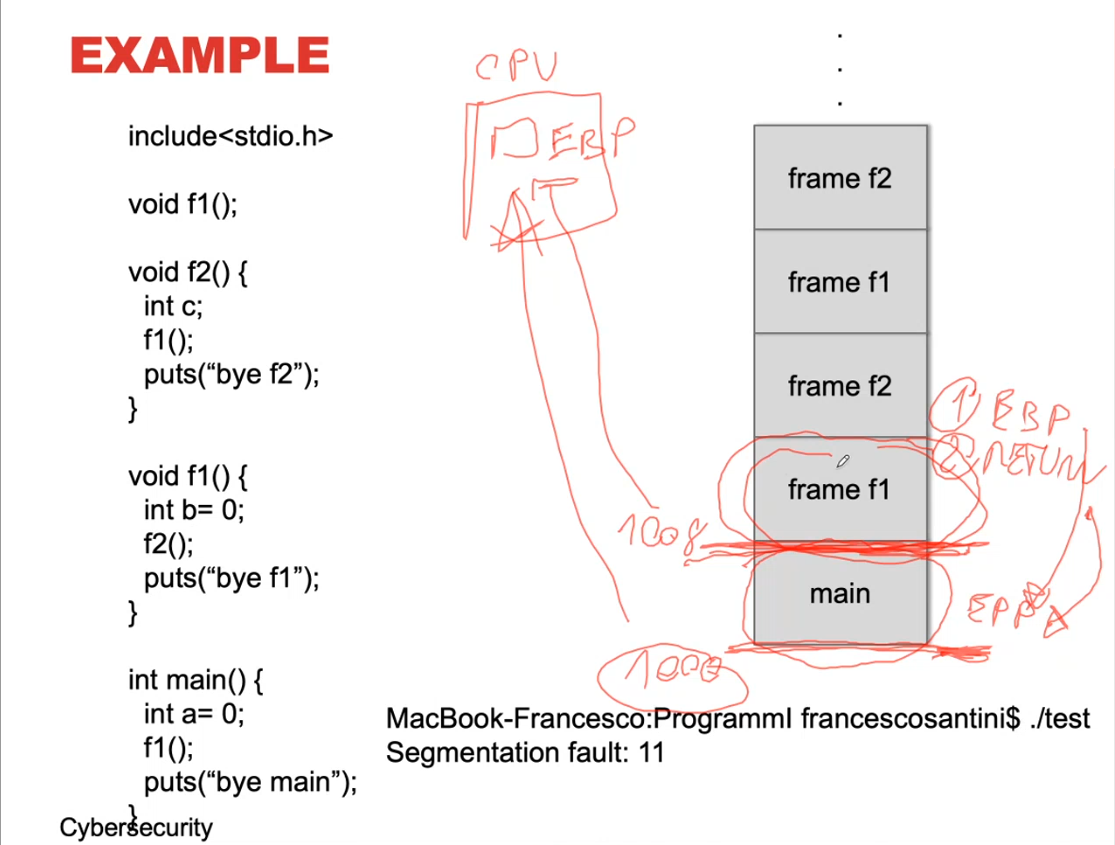 EXAMPLE
include<stdio.h>
void f1();
void f2() {
int c;
f1();
puts(“bye f2”);
}
void f1() {
int b= 0;
f2();
puts(“bye f1”);
}
int main() {
int a= 0;
f1();
puts(“bye main”);
}
Cybersecurity
CPU
EBP
.
.
.
frame f2
frame f1
frame f2
frame f1
main
1 EBP
2 RETURN
1008
1000
MacBook-Francesco:ProgrammI francescosantini$ ./test
Segmentation fault: 11